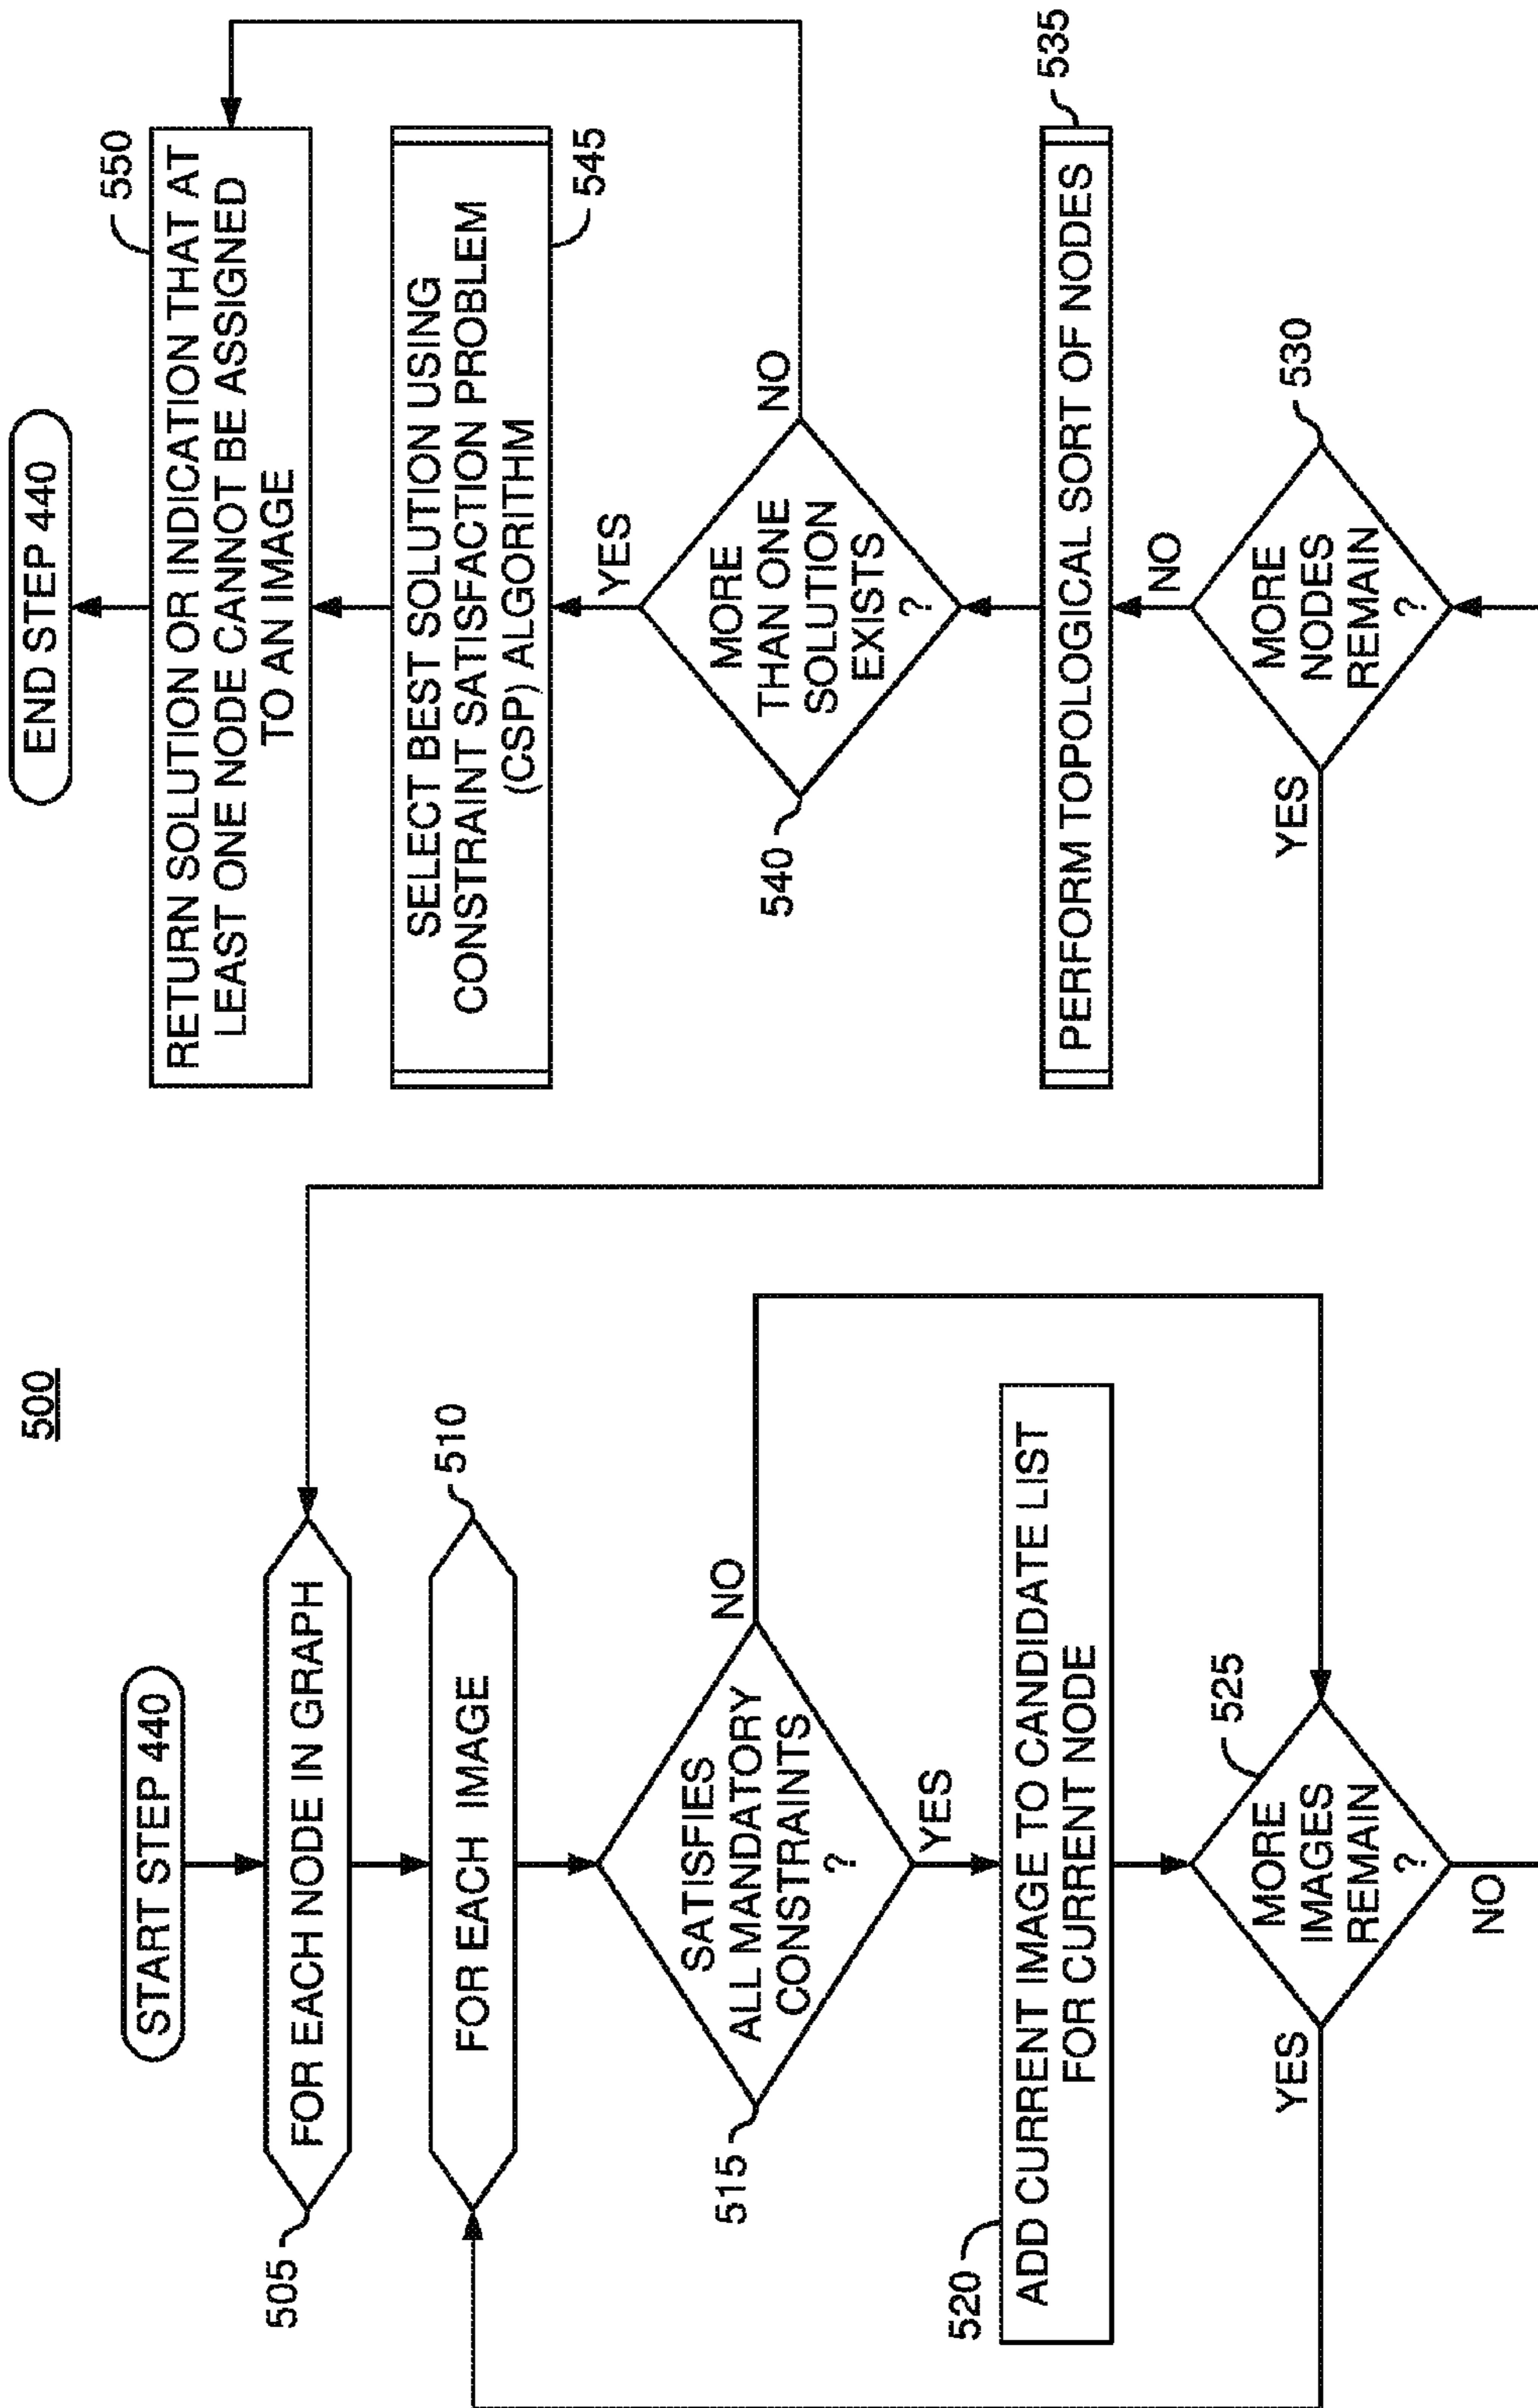 500
START STEP 440
505
FOR EACH NODE IN GRAPH
510
FOR EACH IMAGE
515
SATISFIES
ALL MANDATORY
CONSTRAINTS
?
NO
YES
520
ADD CURRENT IMAGE TO CANDIDATE LIST
FOR CURRENT NODE
525
MORE
IMAGES
REMAIN
?
YES
NO
530
MORE
NODES
REMAIN
?
YES
NO
535
PERFORM TOPOLOGICAL SORT OF NODES
540
MORE
THAN ONE
SOLUTION
EXISTS
?
NO
YES
545
SELECT BEST SOLUTION USING
CONSTRAINT SATISFACTION PROBLEM
(CSP) ALGORITHM
550
RETURN SOLUTION OR INDICATION THAT AT
LEAST ONE NODE CANNOT BE ASSIGNED
TO AN IMAGE
END STEP 440